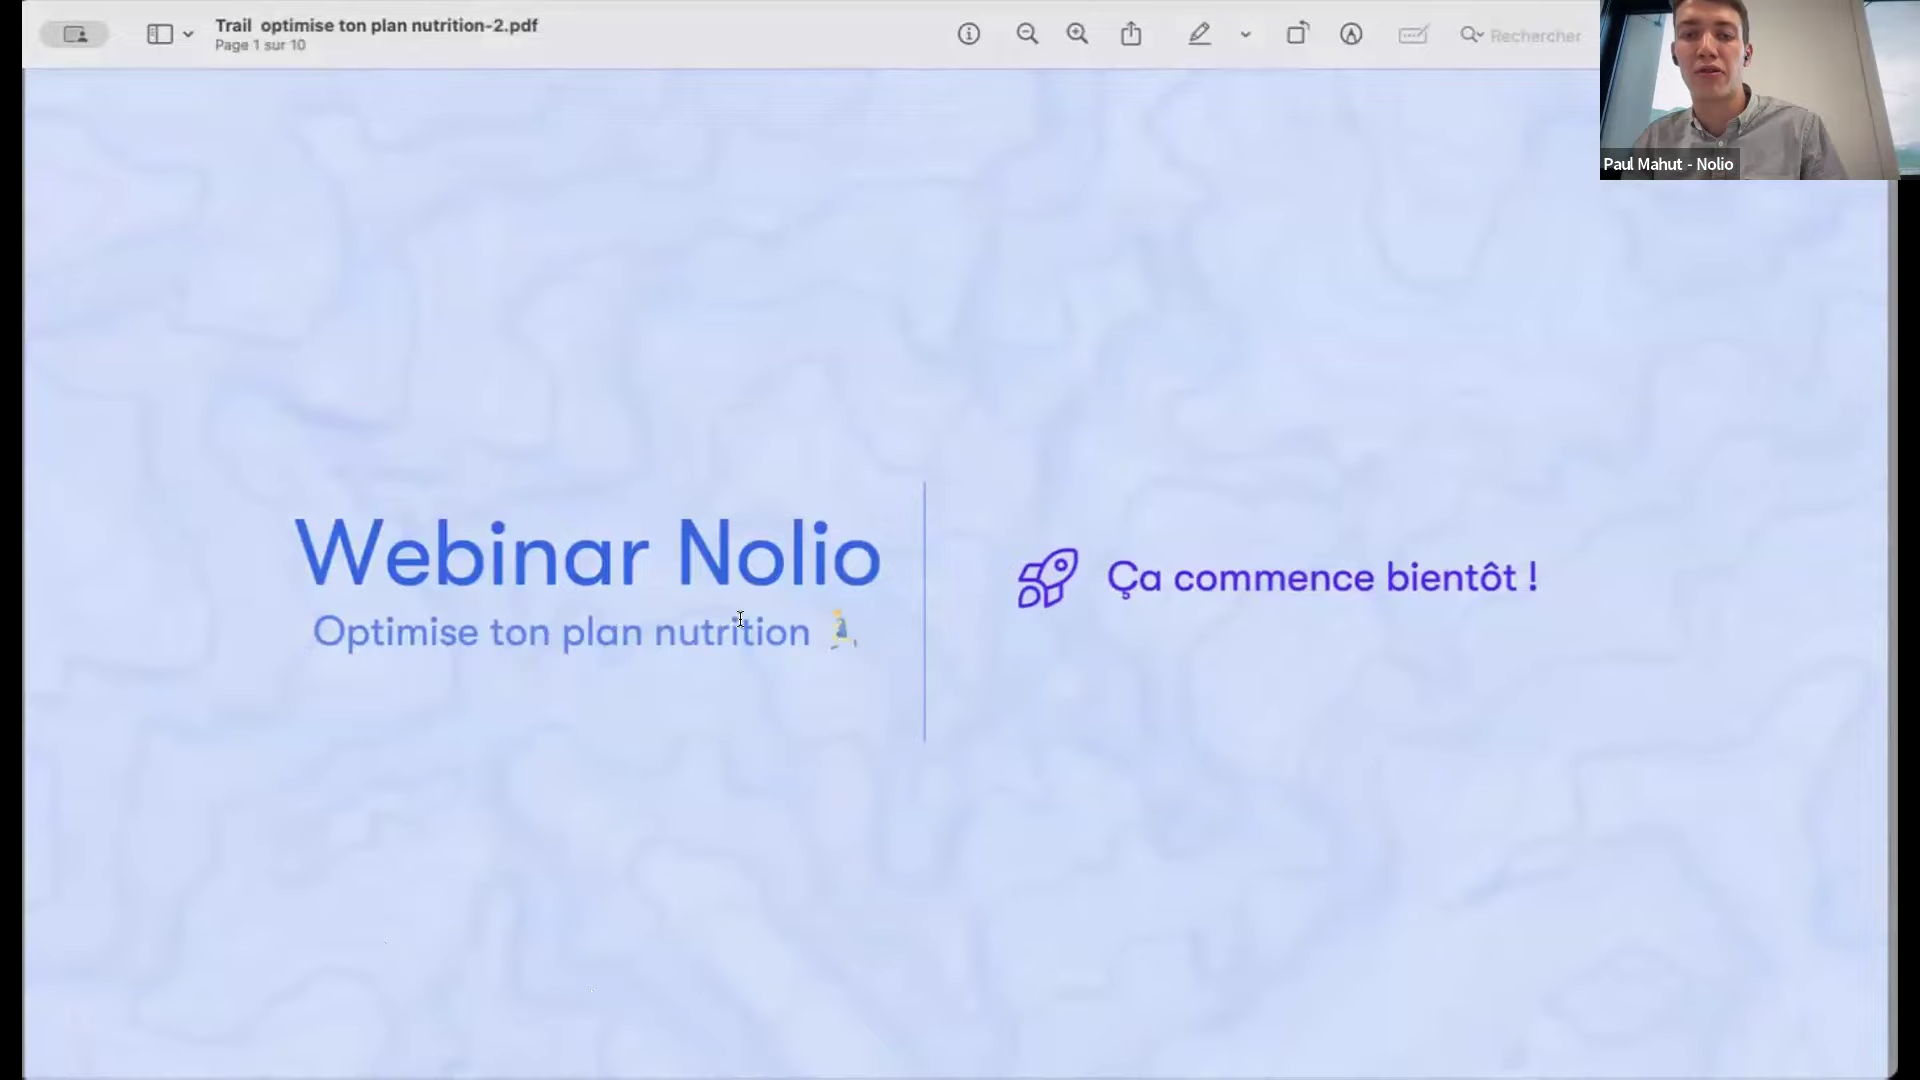 Trail optimise ton plan nutrition-2.pdf
Page 1 sur 10
Rechercher
Paul Mahut - Nolio
Webinar Nolio
Optimise ton plan nutrition
Ça commence bientôt !